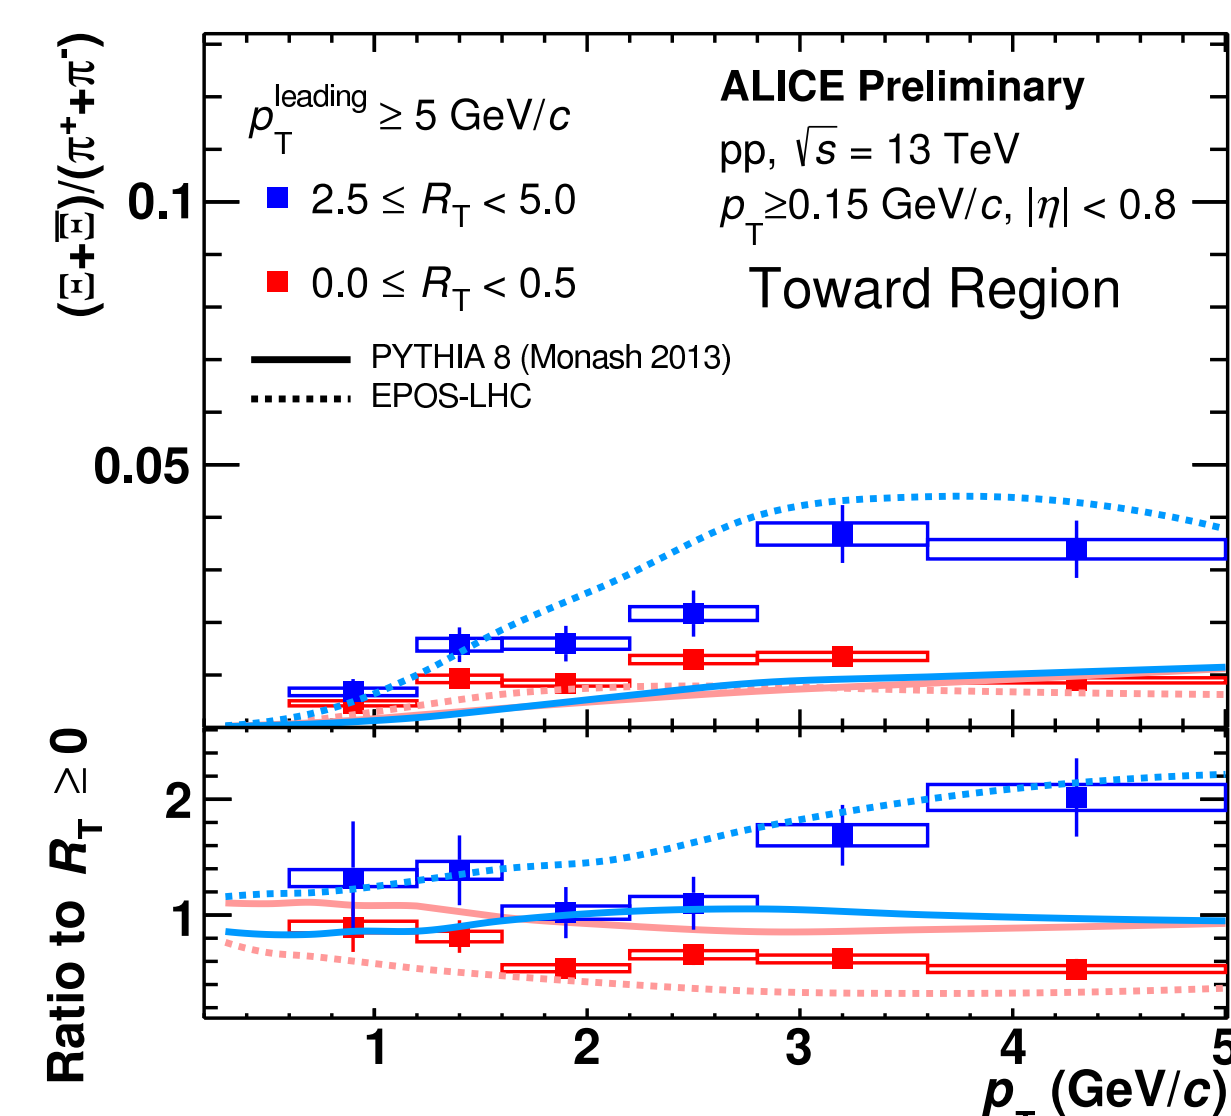 (Ξ+Ξ̅)/(π⁺+π⁻)
0.1
0.05
p_T^leading ≥ 5 GeV/c
2.5 ≤ R_T < 5.0
0.0 ≤ R_T < 0.5
PYTHIA 8 (Monash 2013)
EPOS-LHC
ALICE Preliminary
pp, √s = 13 TeV
p_T≥0.15 GeV/c, |η| < 0.8
Toward Region
Ratio to R_T ≥ 0
2
1
1 2 3 4 5
p_T (GeV/c)